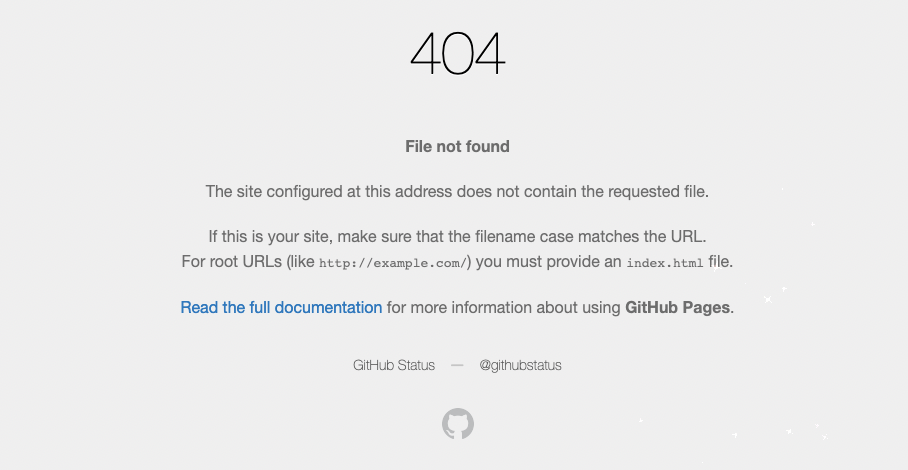 404
File not found
The site configured at this address does not contain the requested file.
If this is your site, make sure that the filename case matches the URL.
For root URLs (like http://example.com/) you must provide an index.html file.
Read the full documentation for more information about using GitHub Pages.
GitHub Status — @githubstatus